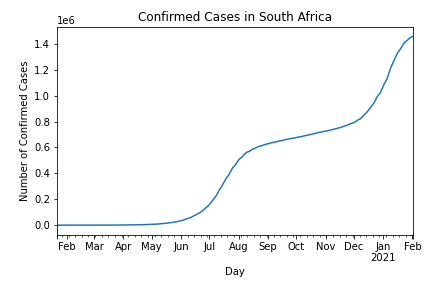 Confirmed Cases in South Africa
1e6
1.4
1.2
1.0
0.8
0.6
0.4
0.2
0.0
Number of Confirmed Cases
Feb Mar Apr May Jun Jul Aug Sep Oct Nov Dec Jan Feb
2021
Day